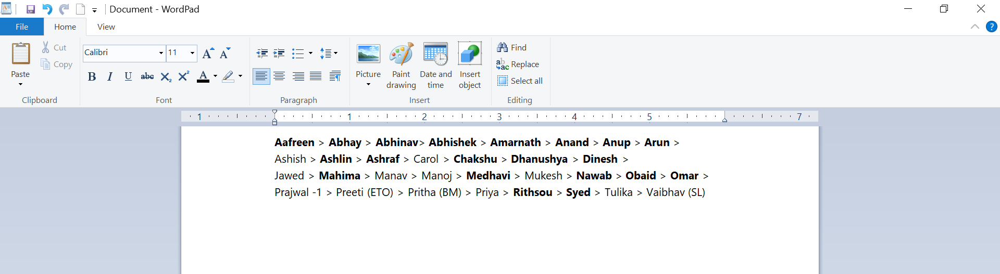 Document - WordPad
File Home View
Paste Cut Copy Clipboard
Calibri 11
B I U abc X₂ X² A
Font
Paragraph
Picture Paint drawing Date and time Insert object
Insert
Find
Replace
Select all
Editing
1 1 2 3 4 5 7
Aafreen > Abhay > Abhinav> Abhishek > Amarnath > Anand > Anup > Arun >
Ashish > Ashlin > Ashraf > Carol > Chakshu > Dhanushya > Dinesh >
Jawed > Mahima > Manav > Manoj > Medhavi > Mukesh > Nawab > Obaid > Omar >
Prajwal -1 > Preeti (ETO) > Pritha (BM) > Priya > Rithsou > Syed > Tulika > Vaibhav (SL)